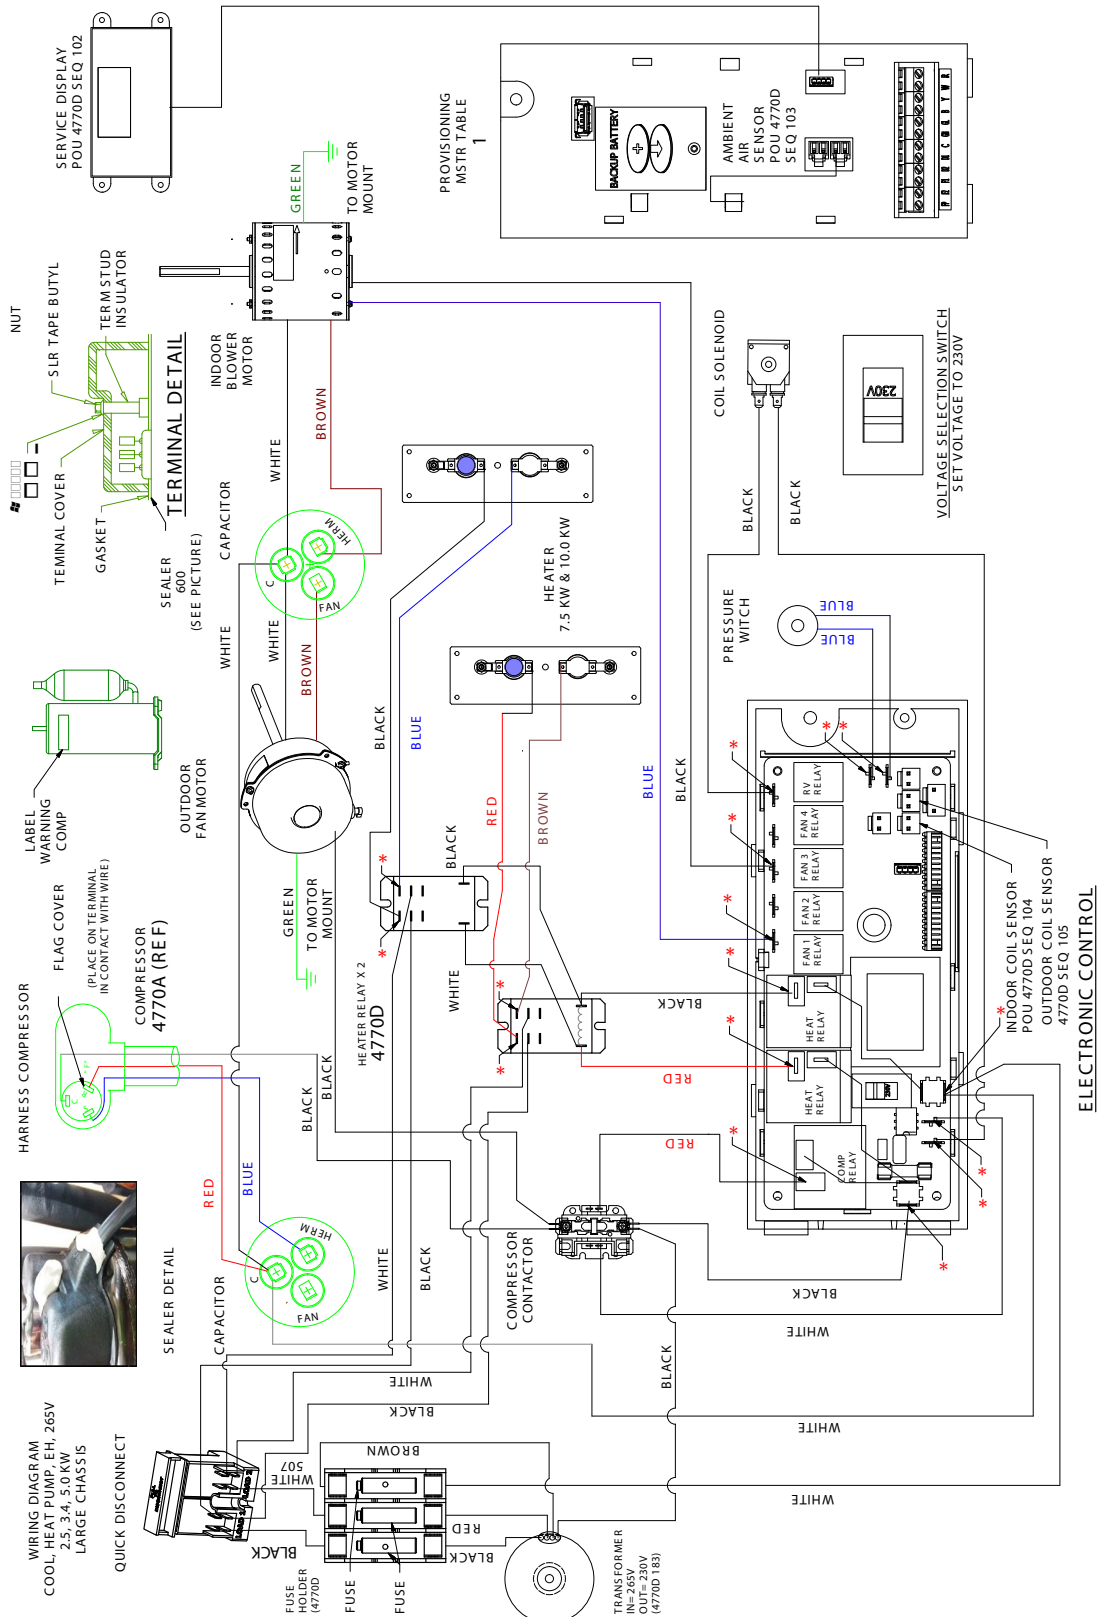 WIRING DIAGRAM
COOL, HEAT PUMP, EH, 265V
2.5, 3.4, 5.0 KW
LARGE CHASSIS
QUICK DISCONNECT
SEALER DETAIL
HARNESS COMPRESSOR
FLAG COVER
(PLACE ON TERMINAL
IN CONTACT WITH WIRE)
COMPRESSOR
4770A (REF)
LABEL
WARNING
COMP
NUT
SLR TAPE BUTYL
TERM STUD
INSULATOR
TEMINAL COVER
GASKET
TERMINAL DETAIL
SEALER
600
(SEE PICTURE)
SERVICE DISPLAY
POU 4770D SEQ 102
CAPACITOR
C
HERM
FAN
RED
BLUE
LOAD 1
LOAD 2
OUTDOOR
FAN MOTOR
GREEN
TO MOTOR
MOUNT
CAPACITOR
C
HERM
FAN
WHITE
WHITE
BROWN
WHITE
BROWN
INDOOR
BLOWER
MOTOR
GREEN
TO MOTOR
MOUNT
PROVISIONING
MSTR TABLE
1
BACKUP BATTERY
AMBIENT
AIR
SENSOR
POU 4770D
SEQ 103
FUSE
HOLDER
(4770D
FUSE
FUSE
BLACK
WHITE
507
BROWN
RED
BLACK
TRANSFORMER
IN= 265V
OUT= 230V
(4770D 183)
WHITE
BLACK
WHITE
BLACK
BLACK
BLACK
HEATER RELAY X 2
4770D
BLACK
BLUE
BLACK
WHITE
RED
BROWN
HEATER
7.5 KW & 10.0 KW
COMPRESSOR
CONTACTOR
BLACK
RED
RED
BLACK
BLUE
BLACK
BLACK
WHITE
WHITE
WHITE
COIL SOLENOID
BLACK
BLACK
PRESSURE
WITCH
BLUE
BLUE
230V
VOLTAGE SELECTION SWITCH
SET VOLTAGE TO 230V
COMP
RELAY
HEAT
RELAY
HEAT
RELAY
FAN 1
RELAY
FAN 2
RELAY
FAN 3
RELAY
FAN 4
RELAY
RV
RELAY
230V
INDOOR COIL SENSOR
POU 4770D SEQ 104
OUTDOOR COIL SENSOR
4770D SEQ 105
ELECTRONIC CONTROL